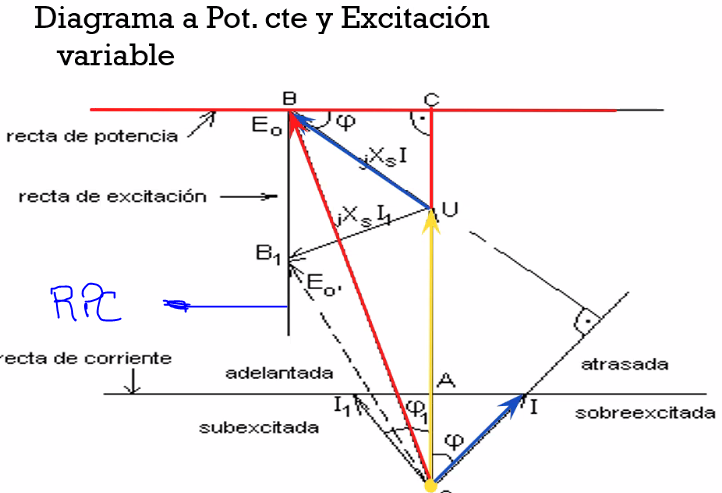 Diagrama a Pot. cte y Excitación
variable
B
C
E₀
φ
recta de potencia
jXₛI
recta de excitación
U
jXₛI₁
B₁
E₀'
RPC
recta de corriente
adelantada
A
atrasada
I₁
φ₁
I
sobreexcitada
subexcitada
φ